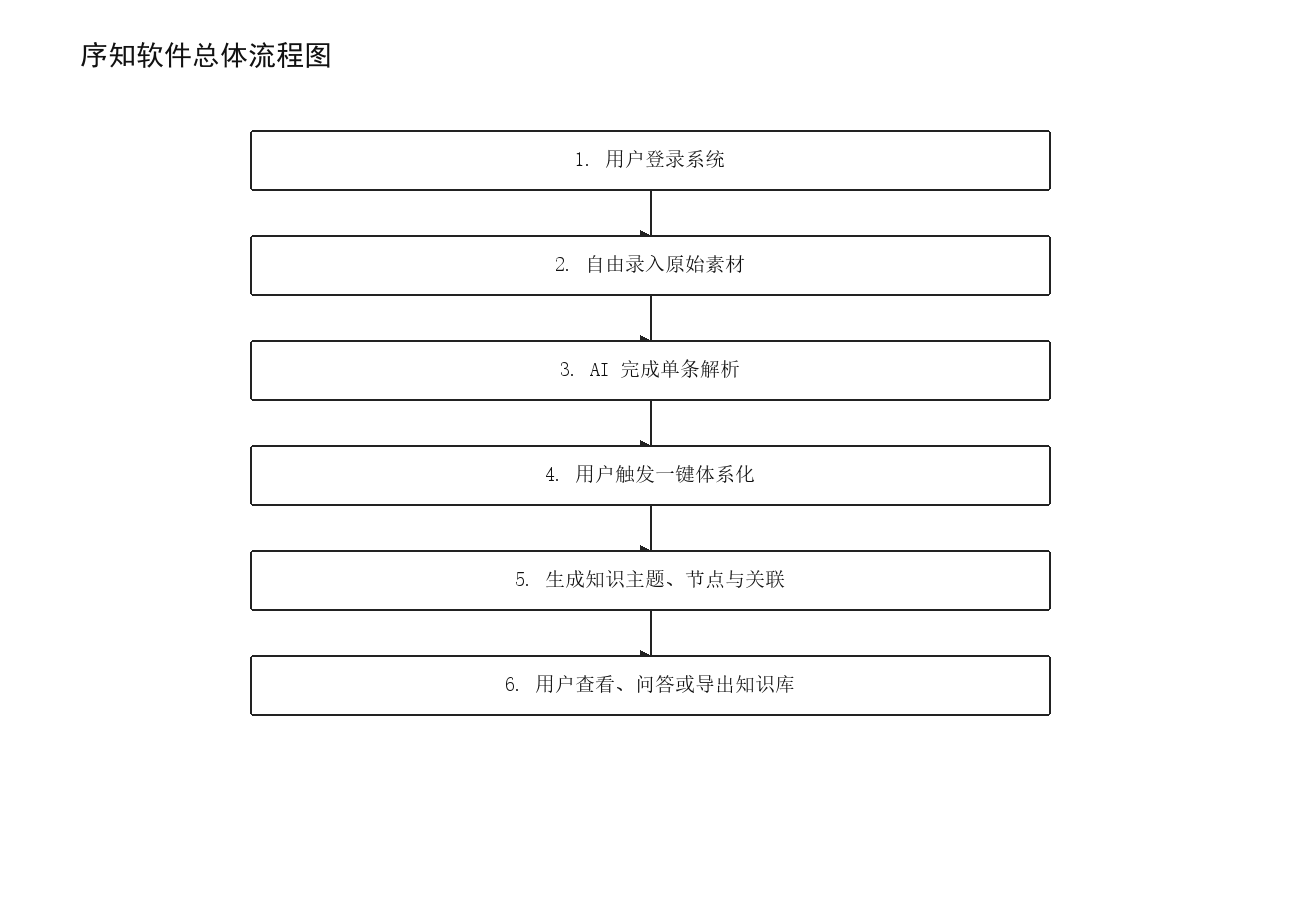 序知软件总体流程图
1. 用户登录系统
2. 自由录入原始素材
3. AI 完成单条解析
4. 用户触发一键体系化
5. 生成知识主题、节点与关联
6. 用户查看、问答或导出知识库